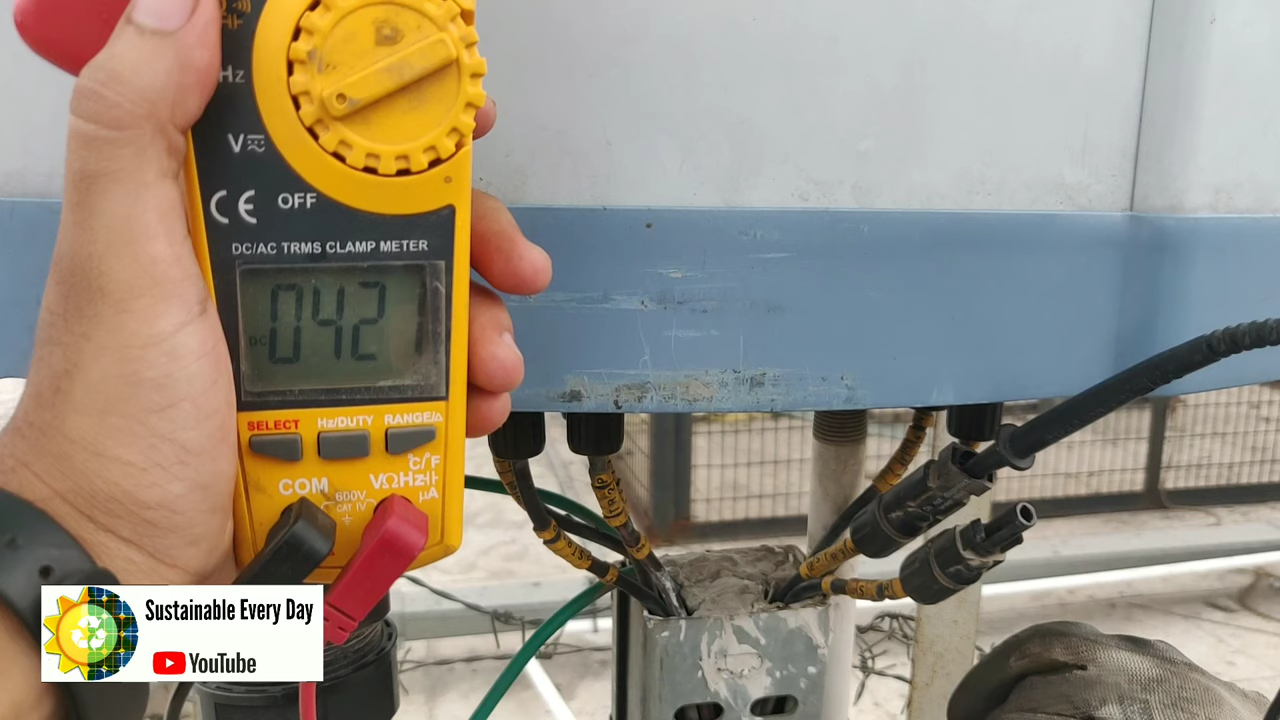 Hz
V
CE OFF
DC/AC TRMS CLAMP METER
DC 0421
SELECT Hz/DUTY RANGE/Δ
°C/°F
COM VΩHz
600V
CAT IV
µA
Sustainable Every Day
YouTube